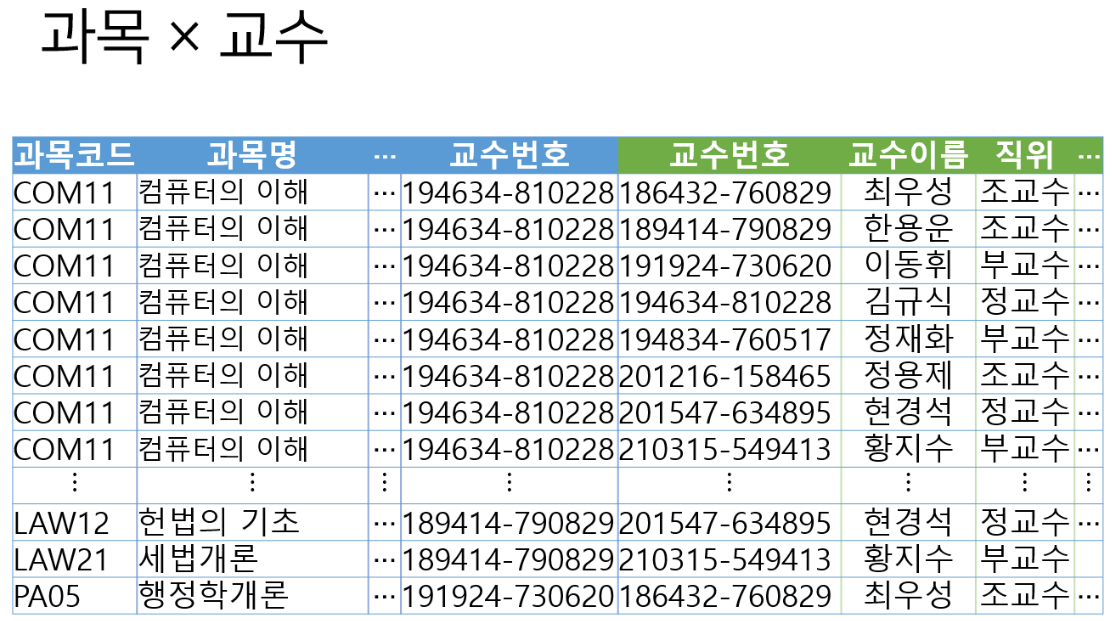 과목 × 교수
과목코드 과목명 ⋯ 교수번호 교수번호 교수이름 직위 ⋯
COM11 컴퓨터의 이해 ⋯ 194634-810228 186432-760829 최우성 조교수 ⋯
COM11 컴퓨터의 이해 ⋯ 194634-810228 189414-790829 한용운 조교수 ⋯
COM11 컴퓨터의 이해 ⋯ 194634-810228 191924-730620 이동휘 부교수 ⋯
COM11 컴퓨터의 이해 ⋯ 194634-810228 194634-810228 김규식 정교수 ⋯
COM11 컴퓨터의 이해 ⋯ 194634-810228 194834-760517 정재화 부교수 ⋯
COM11 컴퓨터의 이해 ⋯ 194634-810228 201216-158465 정용제 조교수 ⋯
COM11 컴퓨터의 이해 ⋯ 194634-810228 201547-634895 현경석 정교수 ⋯
COM11 컴퓨터의 이해 ⋯ 194634-810228 210315-549413 황지수 부교수 ⋯
⋮ ⋮ ⋮ ⋮ ⋮ ⋮ ⋮ ⋮
LAW12 헌법의 기초 ⋯ 189414-790829 201547-634895 현경석 정교수 ⋯
LAW21 세법개론 ⋯ 189414-790829 210315-549413 황지수 부교수
PA05 행정학개론 ⋯ 191924-730620 186432-760829 최우성 조교수 ⋯